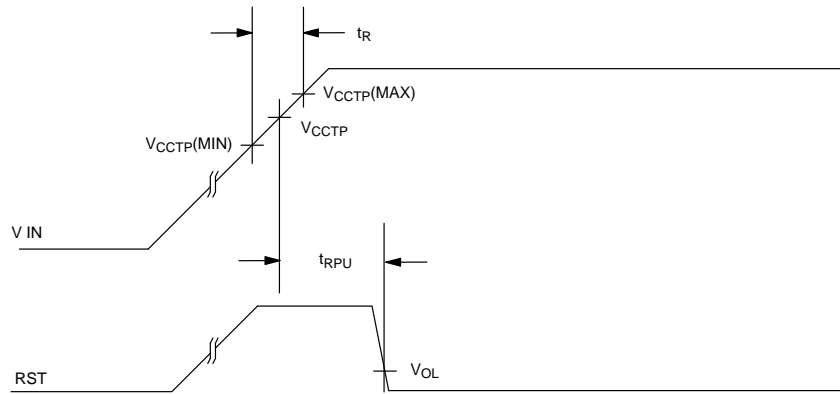 tR
VCCTP(MAX)
VCCTP
VCCTP(MIN)
V IN
tRPU
RST
VOL